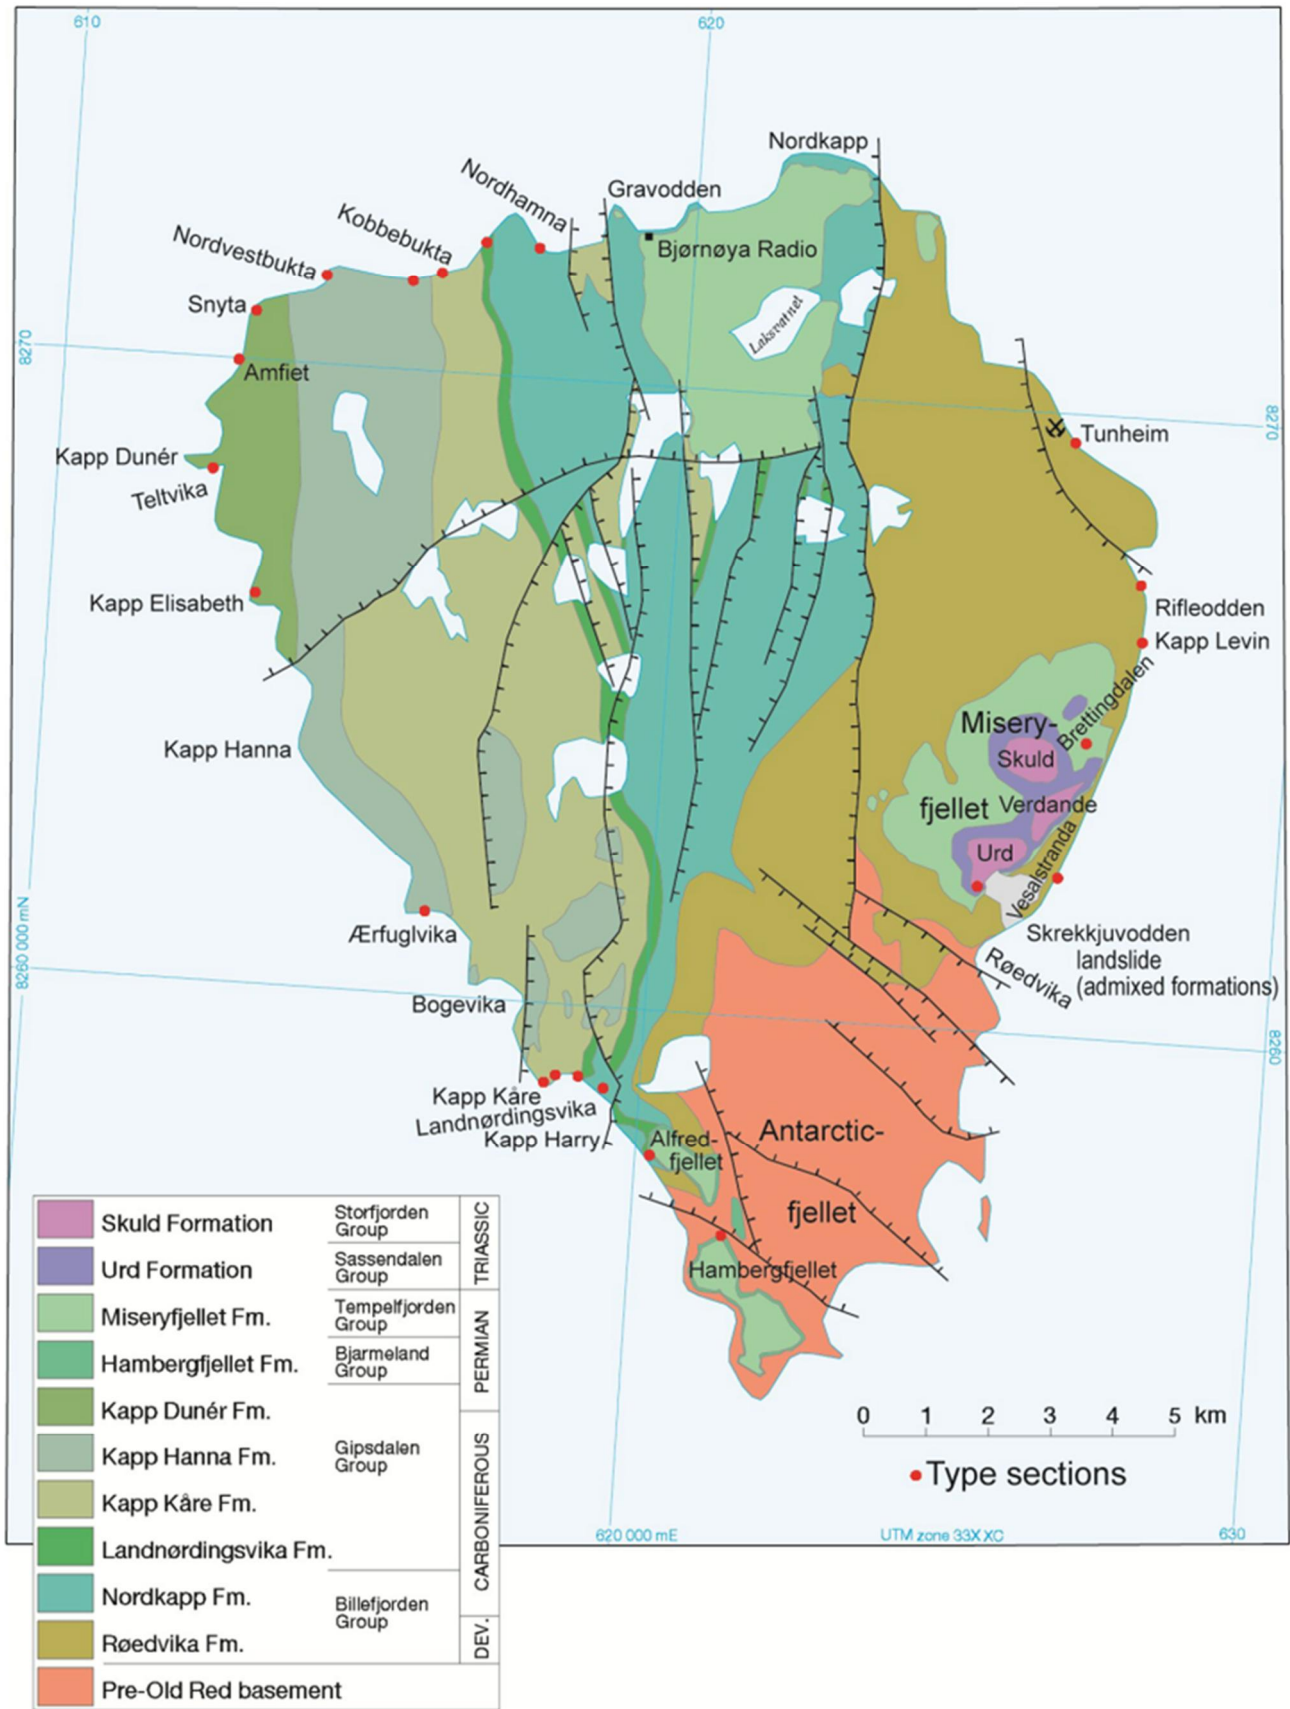 610
620
Nordkapp
Nordhamna
Gravodden
Kobbebukta
Nordvestbukta
Bjørnøya Radio
Snyta
Laksvatnet
8270
Amfiet
8270
Tunheim
Kapp Dunér
Teltvika
Kapp Elisabeth
Rifleodden
Kapp Levin
Brettingdalen
Misery-
Kapp Hanna
Skuld
fjellet
Verdande
Urd
Vesalstranda
8260 000 mN
Ærfuglvika
Skrekkjuvodden
landslide
(admixed formations)
Røedvika
Bogevika
8260
Kapp Kåre
Landnørdingsvika
Kapp Harry
Alfred-
fjellet
Antarctic-
fjellet
Hambergfjellet
Skuld Formation
Storfjorden
Group
TRIASSIC
Urd Formation
Sassendalen
Group
Miseryfjellet Fm.
Tempelfjorden
Group
PERMIAN
Hambergfjellet Fm.
Bjarmeland
Group
Kapp Dunér Fm.
Kapp Hanna Fm.
Gipsdalen
Group
CARBONIFEROUS
Kapp Kåre Fm.
Landnørdingsvika Fm.
Nordkapp Fm.
Billefjorden
Group
Røedvika Fm.
DEV.
Pre-Old Red basement
0 1 2 3 4 5 km
Type sections
620 000 mE
UTM zone 33X XC
630